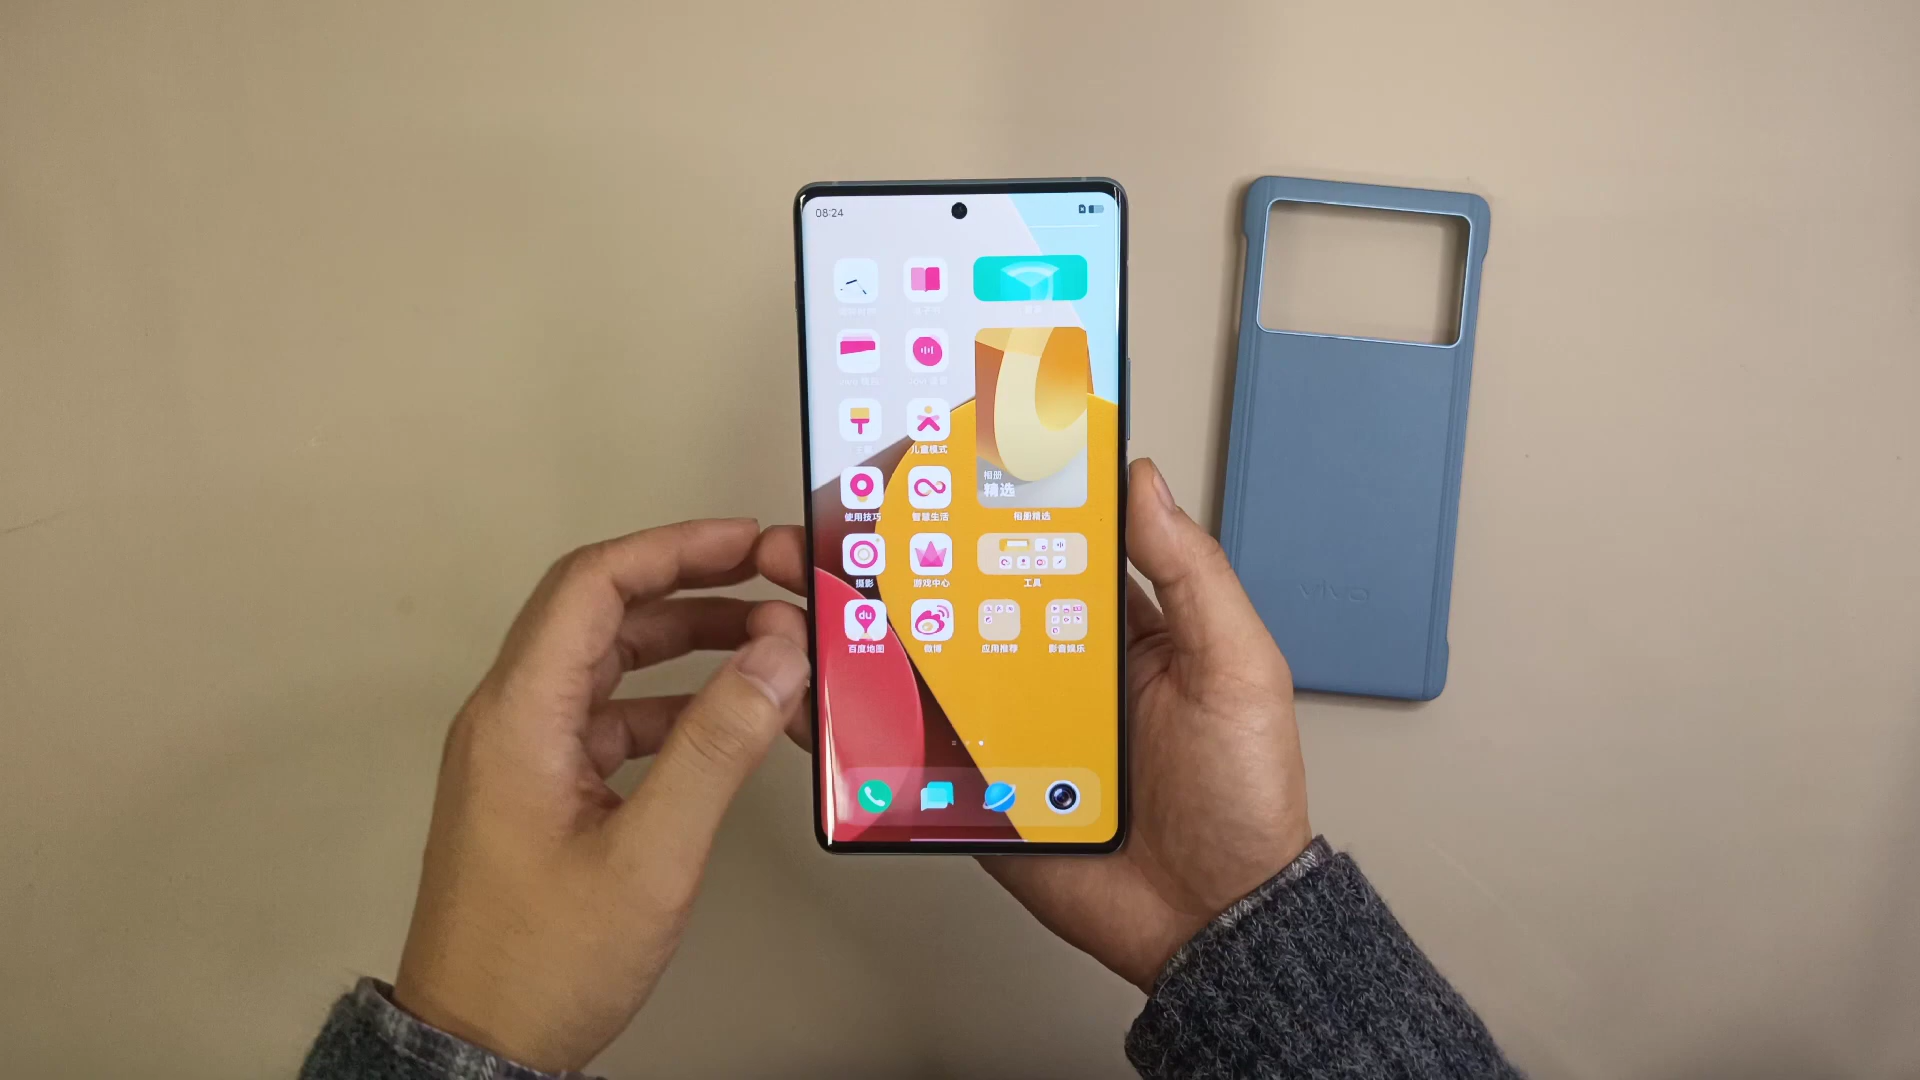 08:24
儿童模式
相册
精选
使用技巧
智慧生活
相册精选
摄影
游戏中心
工具
du
百度地图
微博
应用推荐
影音娱乐
vivo